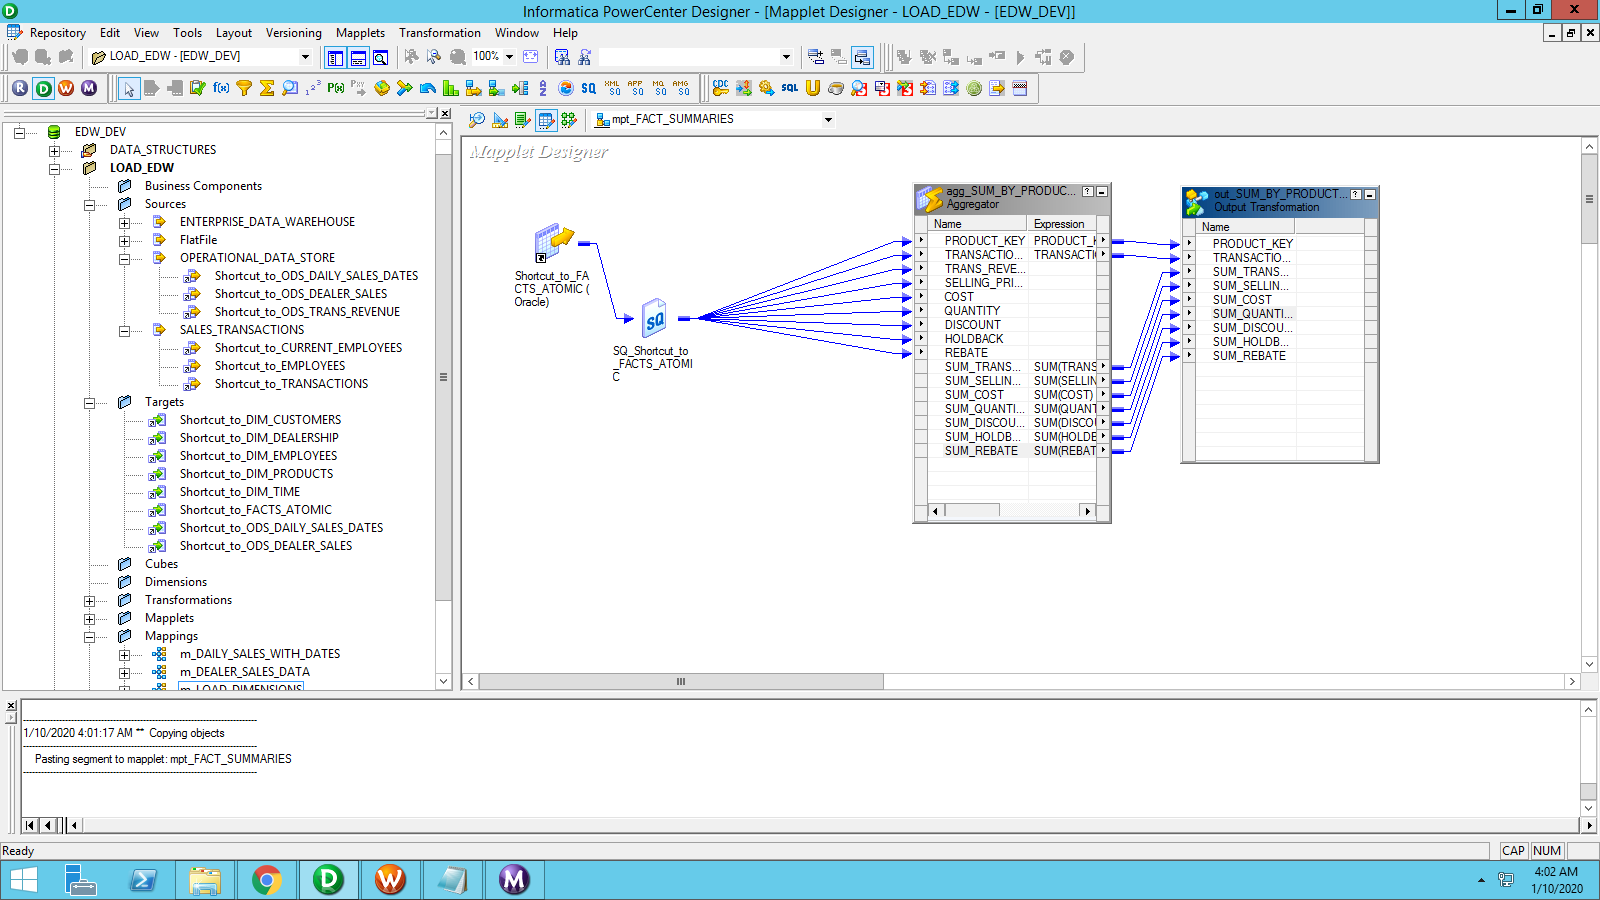 Informatica PowerCenter Designer - [Mapplet Designer - LOAD_EDW - [EDW_DEV]]
Repository Edit View Tools Layout Versioning Mapplets Transformation Window Help
LOAD_EDW - [EDW_DEV]
100%
mpt_FACT_SUMMARIES
EDW_DEV
DATA_STRUCTURES
LOAD_EDW
Business Components
Sources
ENTERPRISE_DATA_WAREHOUSE
FlatFile
OPERATIONAL_DATA_STORE
Shortcut_to_ODS_DAILY_SALES_DATES
Shortcut_to_ODS_DEALER_SALES
Shortcut_to_ODS_TRANS_REVENUE
SALES_TRANSACTIONS
Shortcut_to_CURRENT_EMPLOYEES
Shortcut_to_EMPLOYEES
Shortcut_to_TRANSACTIONS
Targets
Shortcut_to_DIM_CUSTOMERS
Shortcut_to_DIM_DEALERSHIP
Shortcut_to_DIM_EMPLOYEES
Shortcut_to_DIM_PRODUCTS
Shortcut_to_DIM_TIME
Shortcut_to_FACTS_ATOMIC
Shortcut_to_ODS_DAILY_SALES_DATES
Shortcut_to_ODS_DEALER_SALES
Cubes
Dimensions
Transformations
Mapplets
Mappings
m_DAILY_SALES_WITH_DATES
m_DEALER_SALES_DATA
m_LOAD_DIMENSIONS
Mapplet Designer
Shortcut_to_FA
CTS_ATOMIC (
Oracle)
SQ
SQ_Shortcut_to
_FACTS_ATOMI
C
agg_SUM_BY_PRODUC...
Aggregator
Name Expression
PRODUCT_KEY PRODUCT_K
TRANSACTIO... TRANSACTIO
TRANS_REVE...
SELLING_PRI...
COST
QUANTITY
DISCOUNT
HOLDBACK
REBATE
SUM_TRANS... SUM(TRANS
SUM_SELLIN... SUM(SELLIN
SUM_COST SUM(COST)
SUM_QUANTI... SUM(QUANT
SUM_DISCOU... SUM(DISCOU
SUM_HOLDB... SUM(HOLDB
SUM_REBATE SUM(REBAT
out_SUM_BY_PRODUCT...
Output Transformation
Name
PRODUCT_KEY
TRANSACTIO...
SUM_TRANS...
SUM_SELLIN...
SUM_COST
SUM_QUANTI...
SUM_DISCOU...
SUM_HOLDB...
SUM_REBATE
1/10/2020 4:01:17 AM ** Copying objects
Pasting segment to mapplet: mpt_FACT_SUMMARIES
Ready
CAP NUM
4:02 AM
1/10/2020